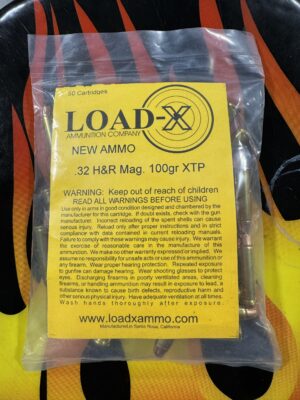 50 Cartridges
LOAD-X
AMMUNITION COMPANY
NEW AMMO
.32 H&R Mag. 100gr XTP
WARNING: Keep out of reach of children
READ ALL WARNINGS BEFORE USING
Use only in arms in good condition designed and chambered by the
manufacturer for this cartridge. If doubt exists, check with the gun
manufacturer. Incorrect reloading of the spent shells can cause
serious injury. Reload only after proper instructions and in strict
compliance with data contained in current reloading manuals.
Failure to comply with these warnings may cause injury. We warrant
the exercise of reasonable care in the manufacture of this
ammunition. We make no other warranty expressed or implied. We
assume no responsibility for unsafe acts or use of this ammunition or
any firearm. Wear proper hearing protection. Repeated exposure
to gunfire can damage hearing. Wear shooting glasses to protect
eyes. Discharging firearms in poorly ventilated areas, cleaning
firearms, or handling ammunition may result in exposure to lead, a
substance known to cause birth defects, reproductive harm and
other serious physical injury. Have adequate ventilation at all times.
Wash hands thoroughly after exposure.
www.loadxammo.com
Manufactured in Santa Rosa, California